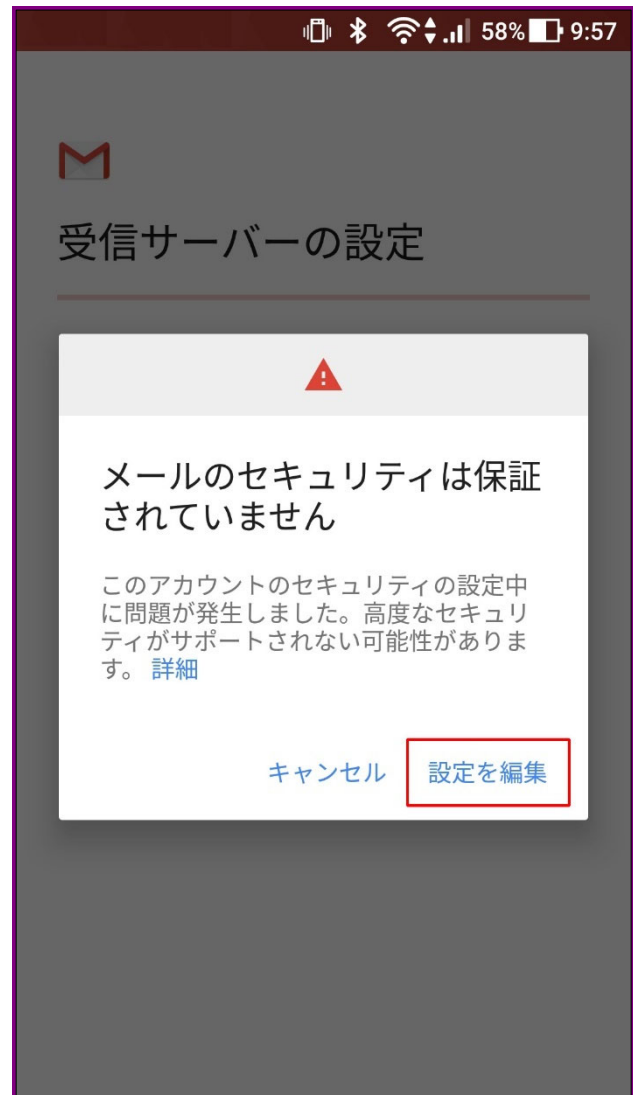 58% 9:57
受信サーバーの設定
メールのセキュリティは保証
されていません
このアカウントのセキュリティの設定中
に問題が発生しました。高度なセキュリ
ティがサポートされない可能性がありま
す。 詳細
キャンセル 設定を編集